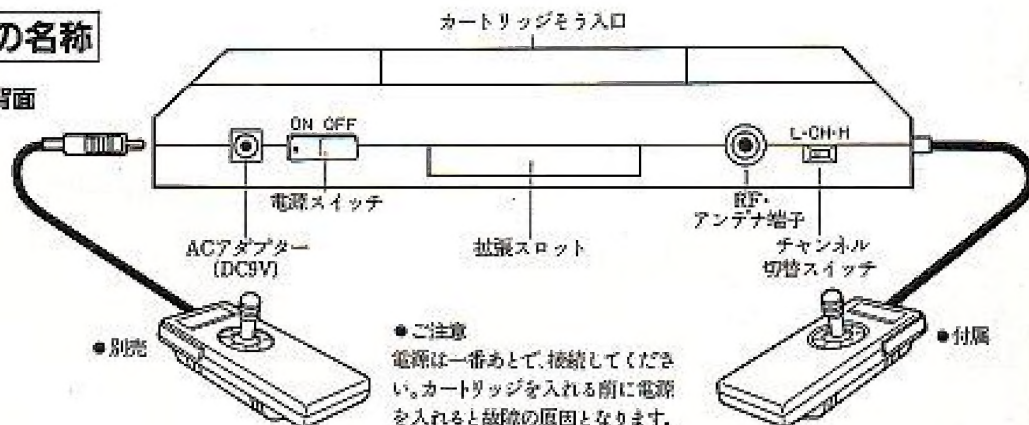 の名称
背面
カートリッジそう入口
ON OFF
L-CH-H
電源スイッチ
RF・
アンテナ端子
ACアダプター
(DC9V)
拡張スロット
チャンネル
切替スイッチ
●別売
●ご注意
電源は一番あとで、接続してくださ
い。カートリッジを入れる前に電源
を入れると故障の原因となります。
●付属